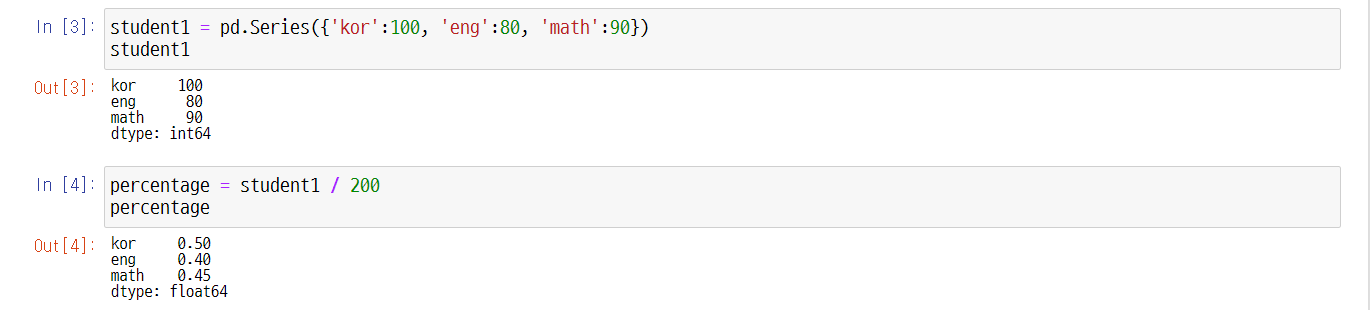 In [3]: student1 = pd.Series({'kor':100, 'eng':80, 'math':90})
student1
Out[3]: kor     100
eng      80
math     90
dtype: int64
In [4]: percentage = student1 / 200
percentage
Out[4]: kor     0.50
eng     0.40
math    0.45
dtype: float64